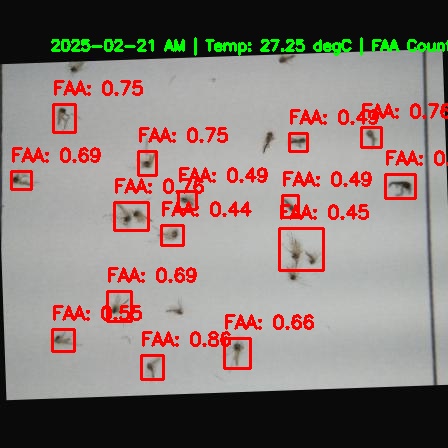 2025-02-21 AM | Temp: 27.25 degC | FAA Count
FAA: 0.75
FAA: 0.49
FAA: 0.76
FAA: 0.75
FAA: 0.69
FAA: 0
FAA: 0.49
FAA: 0.49
FAA: 0.76
FAA: 0.44
FAA: 0.45
FAA: 0.69
FAA: 0.55
FAA: 0.66
FAA: 0.86